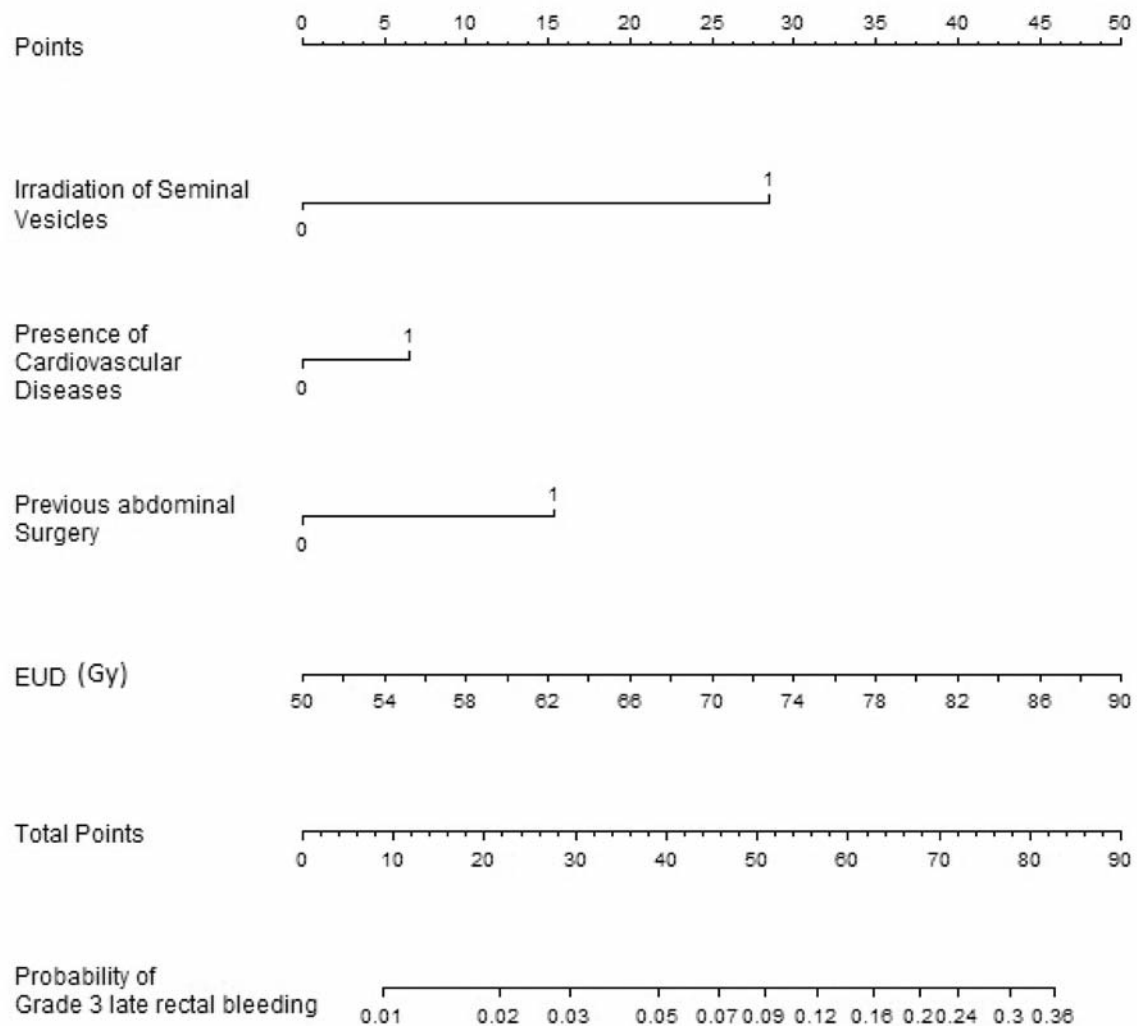 0 5 10 15 20 25 30 35 40 45 50
Points
1
Irradiation of Seminal
Vesicles
0
Presence of
Cardiovascular
Diseases
1
0
Previous abdominal
Surgery
1
0
EUD (Gy)
50 54 58 62 66 70 74 78 82 86 90
Total Points
0 10 20 30 40 50 60 70 80 90
Probability of
Grade 3 late rectal bleeding
0.01 0.02 0.03 0.05 0.07 0.09 0.12 0.16 0.20 0.24 0.3 0.36